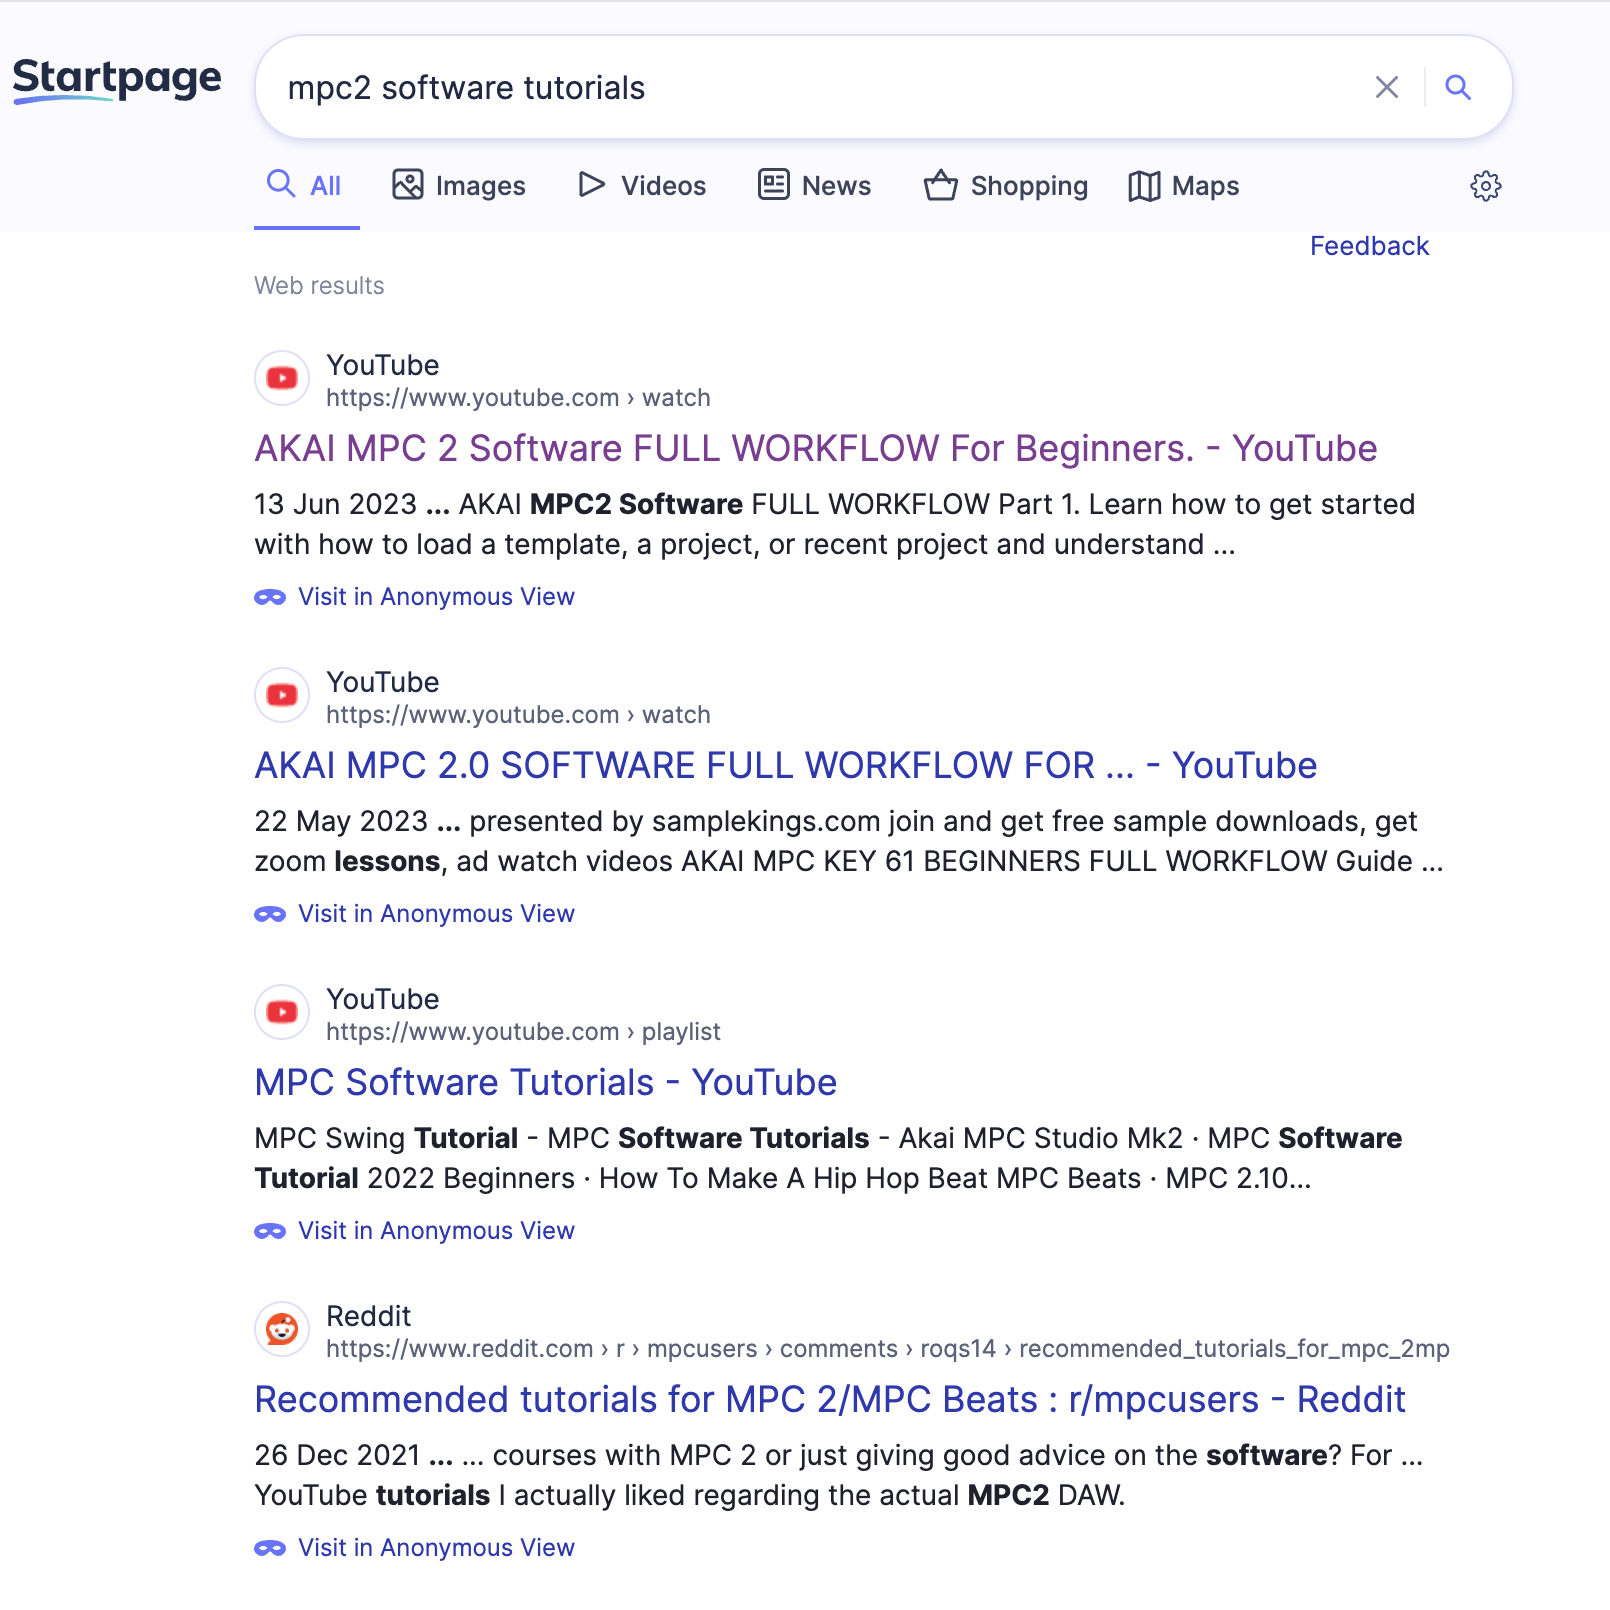 Startpage
mpc2 software tutorials
All Images Videos News Shopping Maps
Feedback
Web results
YouTube
https://www.youtube.com › watch
AKAI MPC 2 Software FULL WORKFLOW For Beginners. - YouTube
13 Jun 2023 ... AKAI MPC2 Software FULL WORKFLOW Part 1. Learn how to get started
with how to load a template, a project, or recent project and understand ...
Visit in Anonymous View
YouTube
https://www.youtube.com › watch
AKAI MPC 2.0 SOFTWARE FULL WORKFLOW FOR ... - YouTube
22 May 2023 ... presented by samplekings.com join and get free sample downloads, get
zoom lessons, ad watch videos AKAI MPC KEY 61 BEGINNERS FULL WORKFLOW Guide ...
Visit in Anonymous View
YouTube
https://www.youtube.com › playlist
MPC Software Tutorials - YouTube
MPC Swing Tutorial - MPC Software Tutorials - Akai MPC Studio Mk2 · MPC Software
Tutorial 2022 Beginners · How To Make A Hip Hop Beat MPC Beats · MPC 2.10...
Visit in Anonymous View
Reddit
https://www.reddit.com › r › mpcusers › comments › roqs14 › recommended_tutorials_for_mpc_2mp
Recommended tutorials for MPC 2/MPC Beats : r/mpcusers - Reddit
26 Dec 2021 ... ... courses with MPC 2 or just giving good advice on the software? For ...
YouTube tutorials I actually liked regarding the actual MPC2 DAW.
Visit in Anonymous View